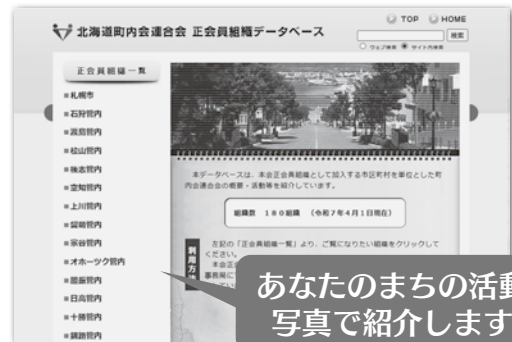 TOP HOME
北海道町内会連合会 正会員組織データベース
検索
ウェブ検索 サイト内検索
正会員組織一覧
札幌市
石狩管内
渡島管内
桧山管内
後志管内
空知管内
上川管内
留萌管内
宗谷管内
オホーツク管内
胆振管内
日高管内
十勝管内
釧路管内
本データベースは、本会正会員組織として加入する市区町村を単位とした町
内会連合会の概要・活動等を紹介しています。
組織数 180組織 (令和7年4月1日現在)
利用方法
左記の「正会員組織一覧」より、ご覧になりたい組織をクリックして
ください。
本会正
事務局に
あなたのまちの活動
写真で紹介します